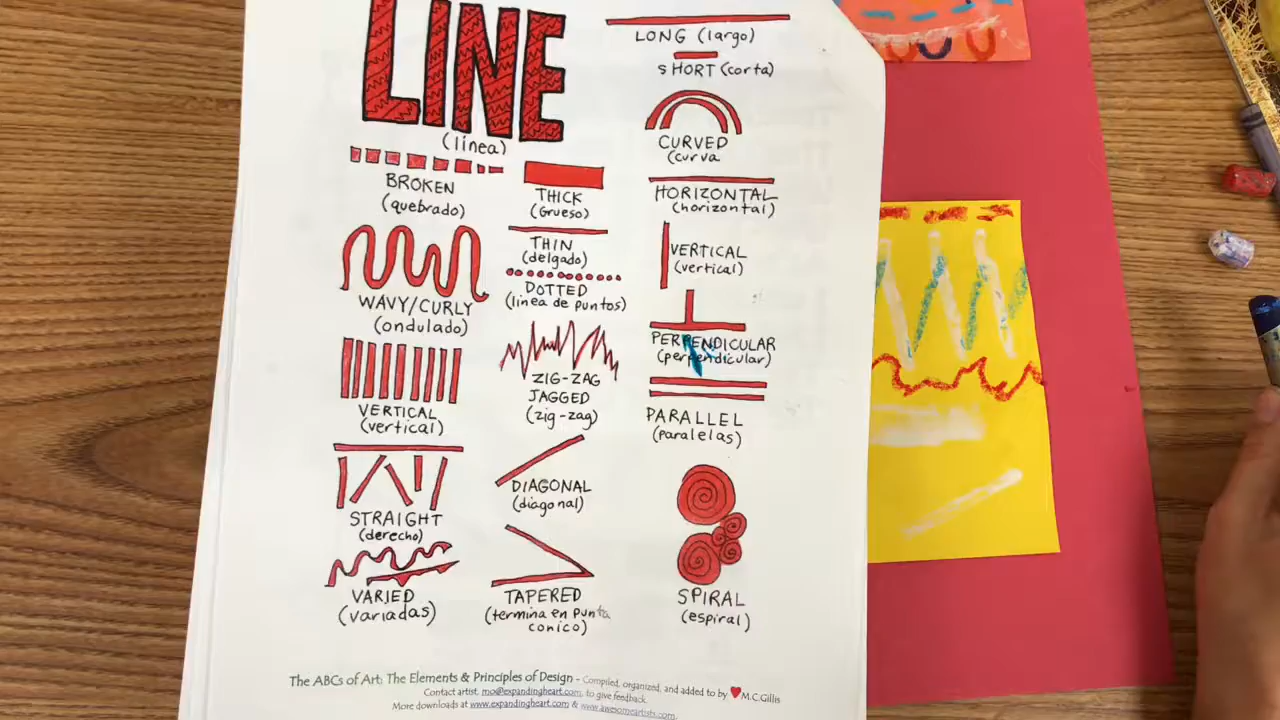 LINE
(línea)
BROKEN
(quebrado)
WAVY/CURLY
(ondulado)
VERTICAL
(vertical)
STRAIGHT
(derecho)
VARIED
(variadas)
THICK
(Grueso)
THIN
(delgado)
DOTTED
(línea de puntos)
ZIG-ZAG
JAGGED
(zig-zag)
DIAGONAL
(diagonal)
TAPERED
(termina en punta
conico)
LONG (largo)
SHORT (corta)
CURVED
(curva
HORIZONTAL
(horizontal)
VERTICAL
(vertical)
PERPENDICULAR
(perpendicular)
PARALLEL
(paralelas)
SPIRAL
(espiral)
The ABCs of Art: The Elements & Principles of Design - Compiled, organized, and added to by M.C.Gillis
Contact artist, mo@expandingheart.com, to give feedback.
More downloads at www.expandingheart.com & www.awesomeartists.com.